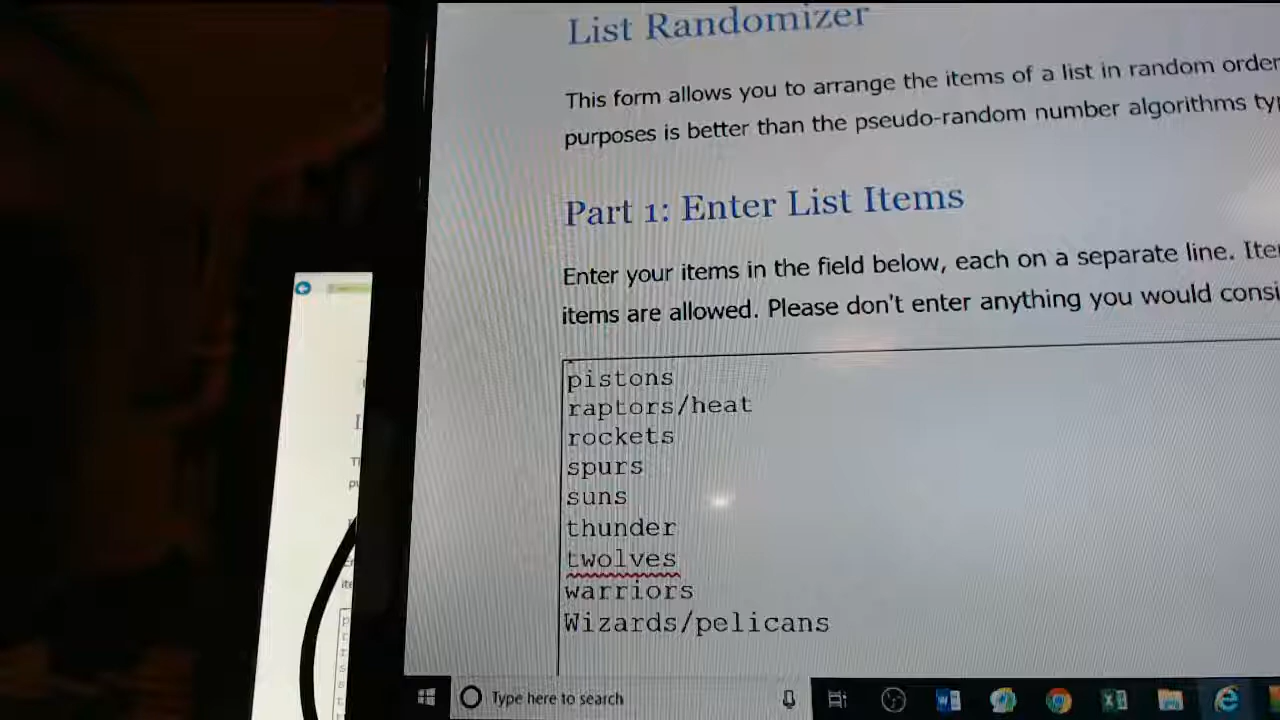 List Randomizer
This form allows you to arrange the items of a list in random order
purposes is better than the pseudo-random number algorithms
Part 1: Enter List Items
Enter your items in the field below, each on a separate line.
items are allowed. Please don't enter anything you would
pistons
raptors/heat
rockets
spurs
suns
thunder
twolves
warriors
Wizards/pelicans
Type here to search